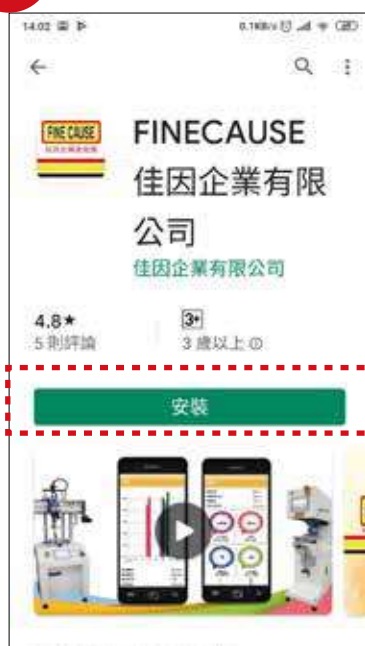 14:02
FINE CAUSE
FINECAUSE
佳因企業有限
公司
佳因企業有限公司
4.8★
3+
5 則評論
3 歲以上
安裝